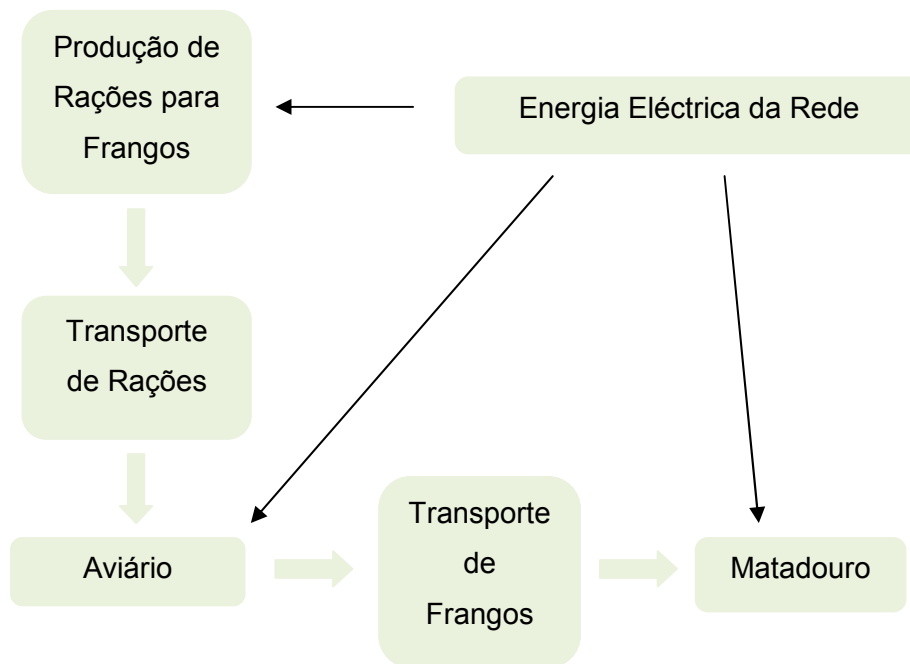 Produção de
Rações para
Frangos
Energia Eléctrica da Rede
Transporte
de Rações
Aviário
Transporte
de
Frangos
Matadouro